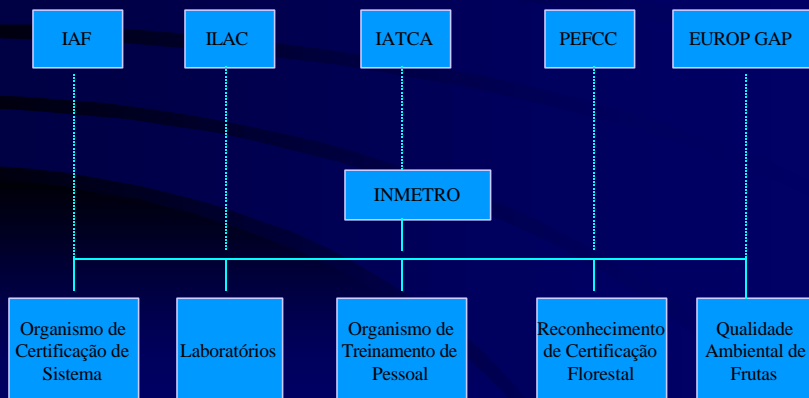 IAF
ILAC
IATCA
PEFCC
EUROP GAP
INMETRO
Organismo de
Certificação de
Sistema
Laboratórios
Organismo de
Treinamento de
Pessoal
Reconhecimento
de Certificação
Florestal
Qualidade
Ambiental de
Frutas